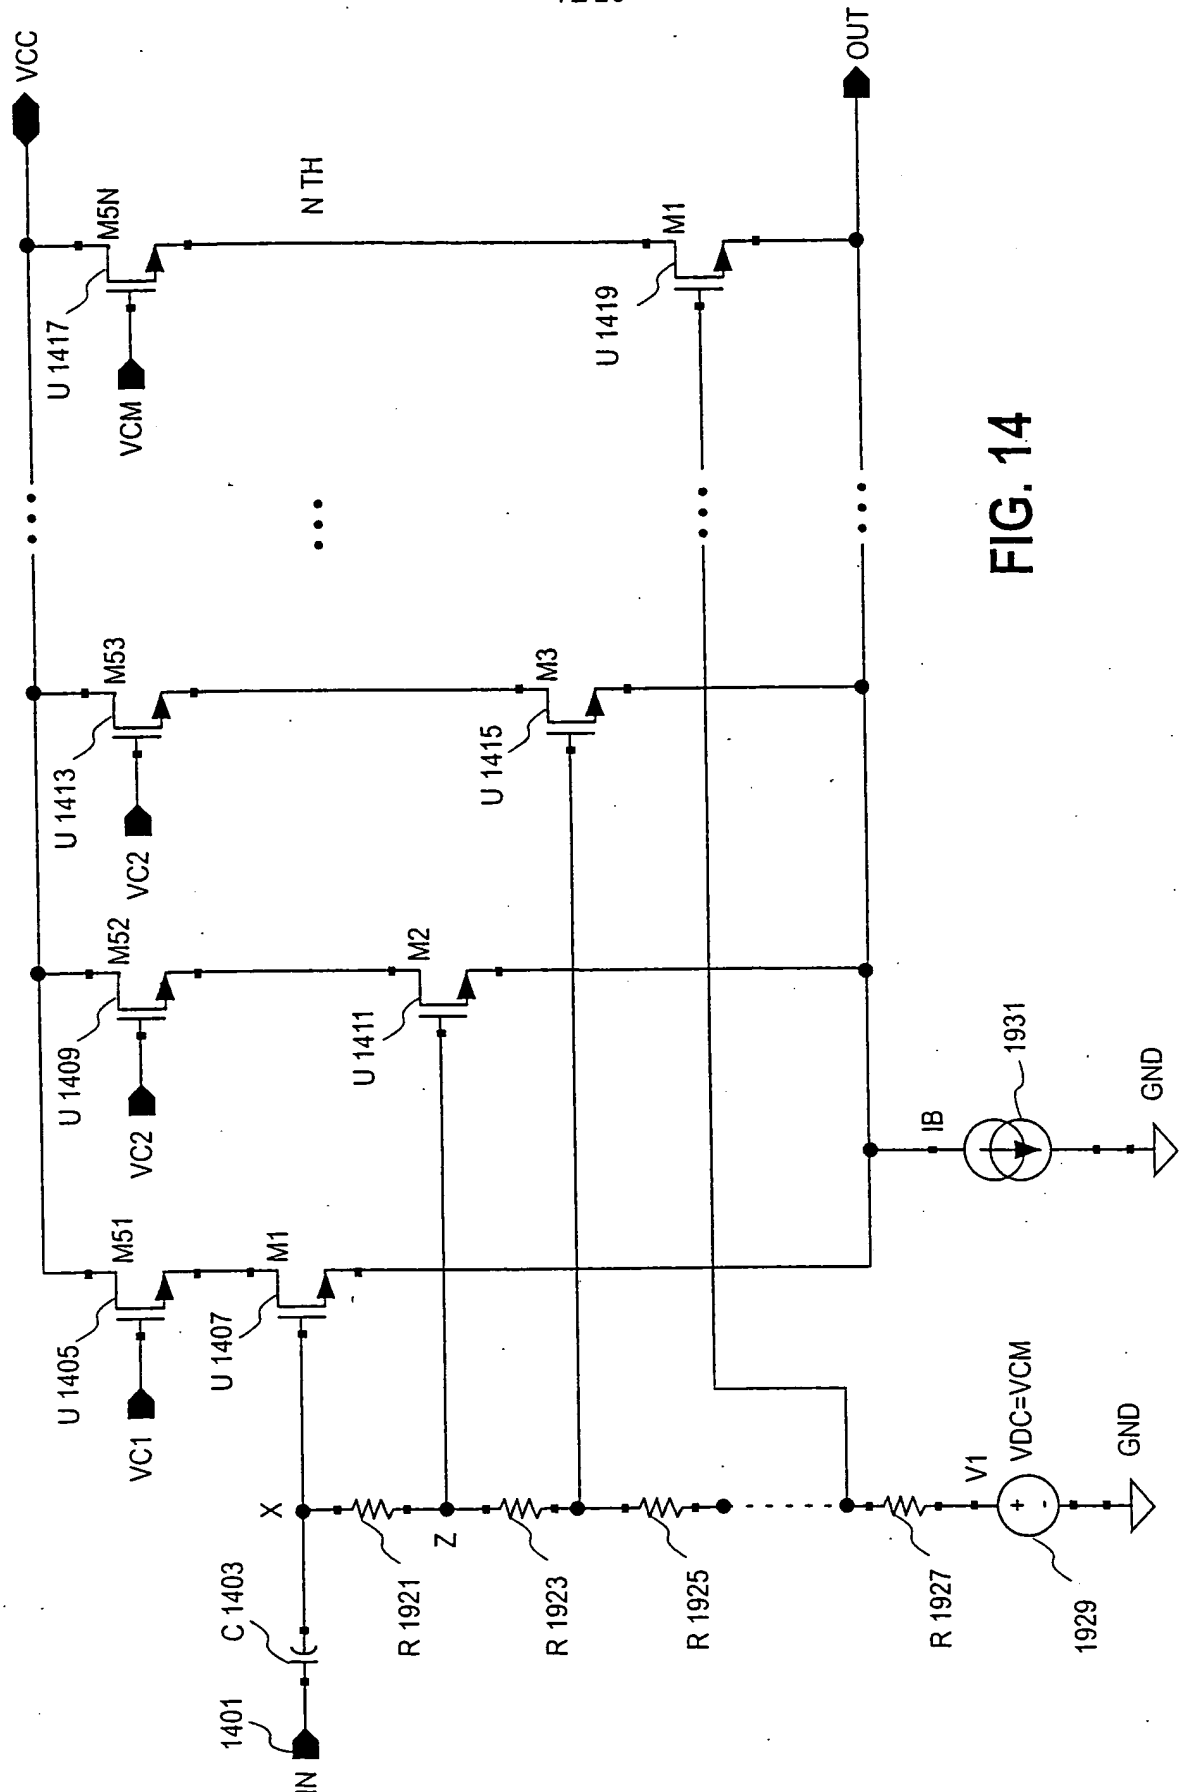 VCC
M5N
U 1417
VCM
N TH
M1
U 1419
OUT
M53
U 1413
VC2
M3
U 1415
M52
U 1409
VC2
M2
U 1411
M51
U 1405
VC1
M1
U 1407
IB
1931
GND
X
Z
C 1403
1401
R 1921
R 1923
R 1925
R 1927
V1
VDC=VCM
+
-
1929
GND
FIG. 14